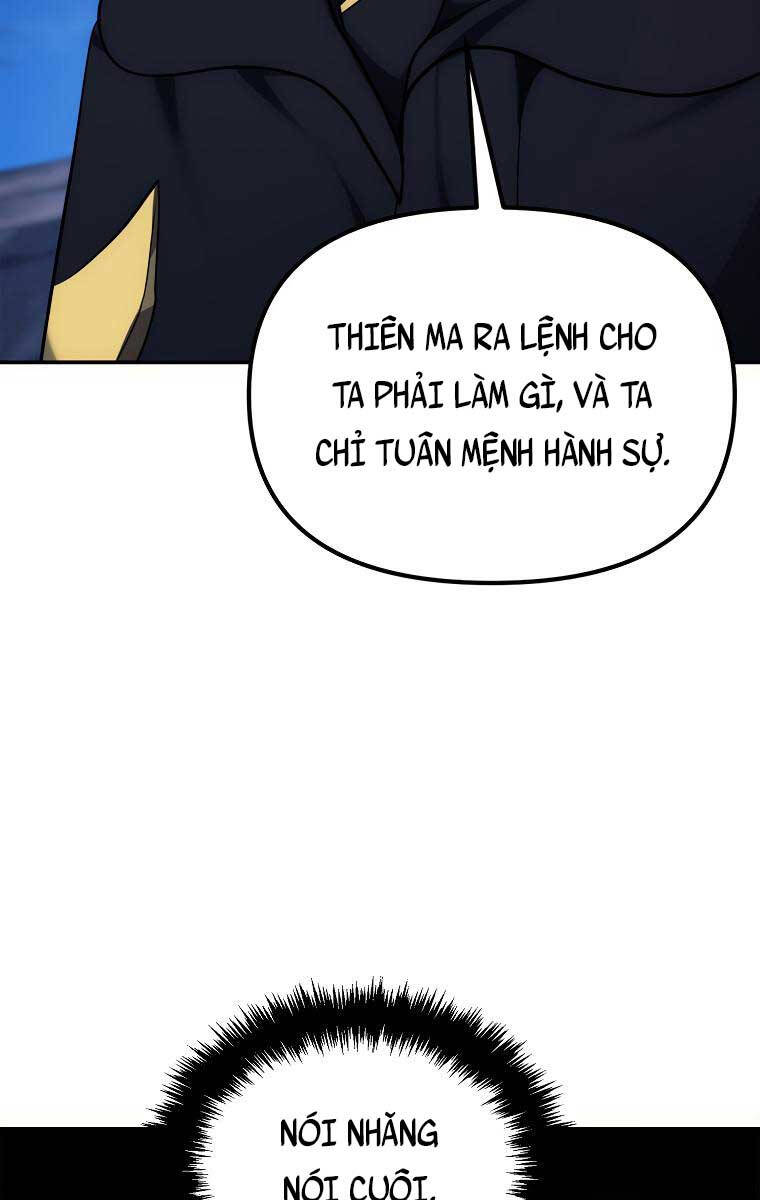 THIÊN MA RA LỆNH CHO
TA PHẢI LÀM GÌ, VÀ TA
CHỈ TUÂN MỆNH HÀNH SỰ.
NÓI NHĂNG
NÓI CUỘI.